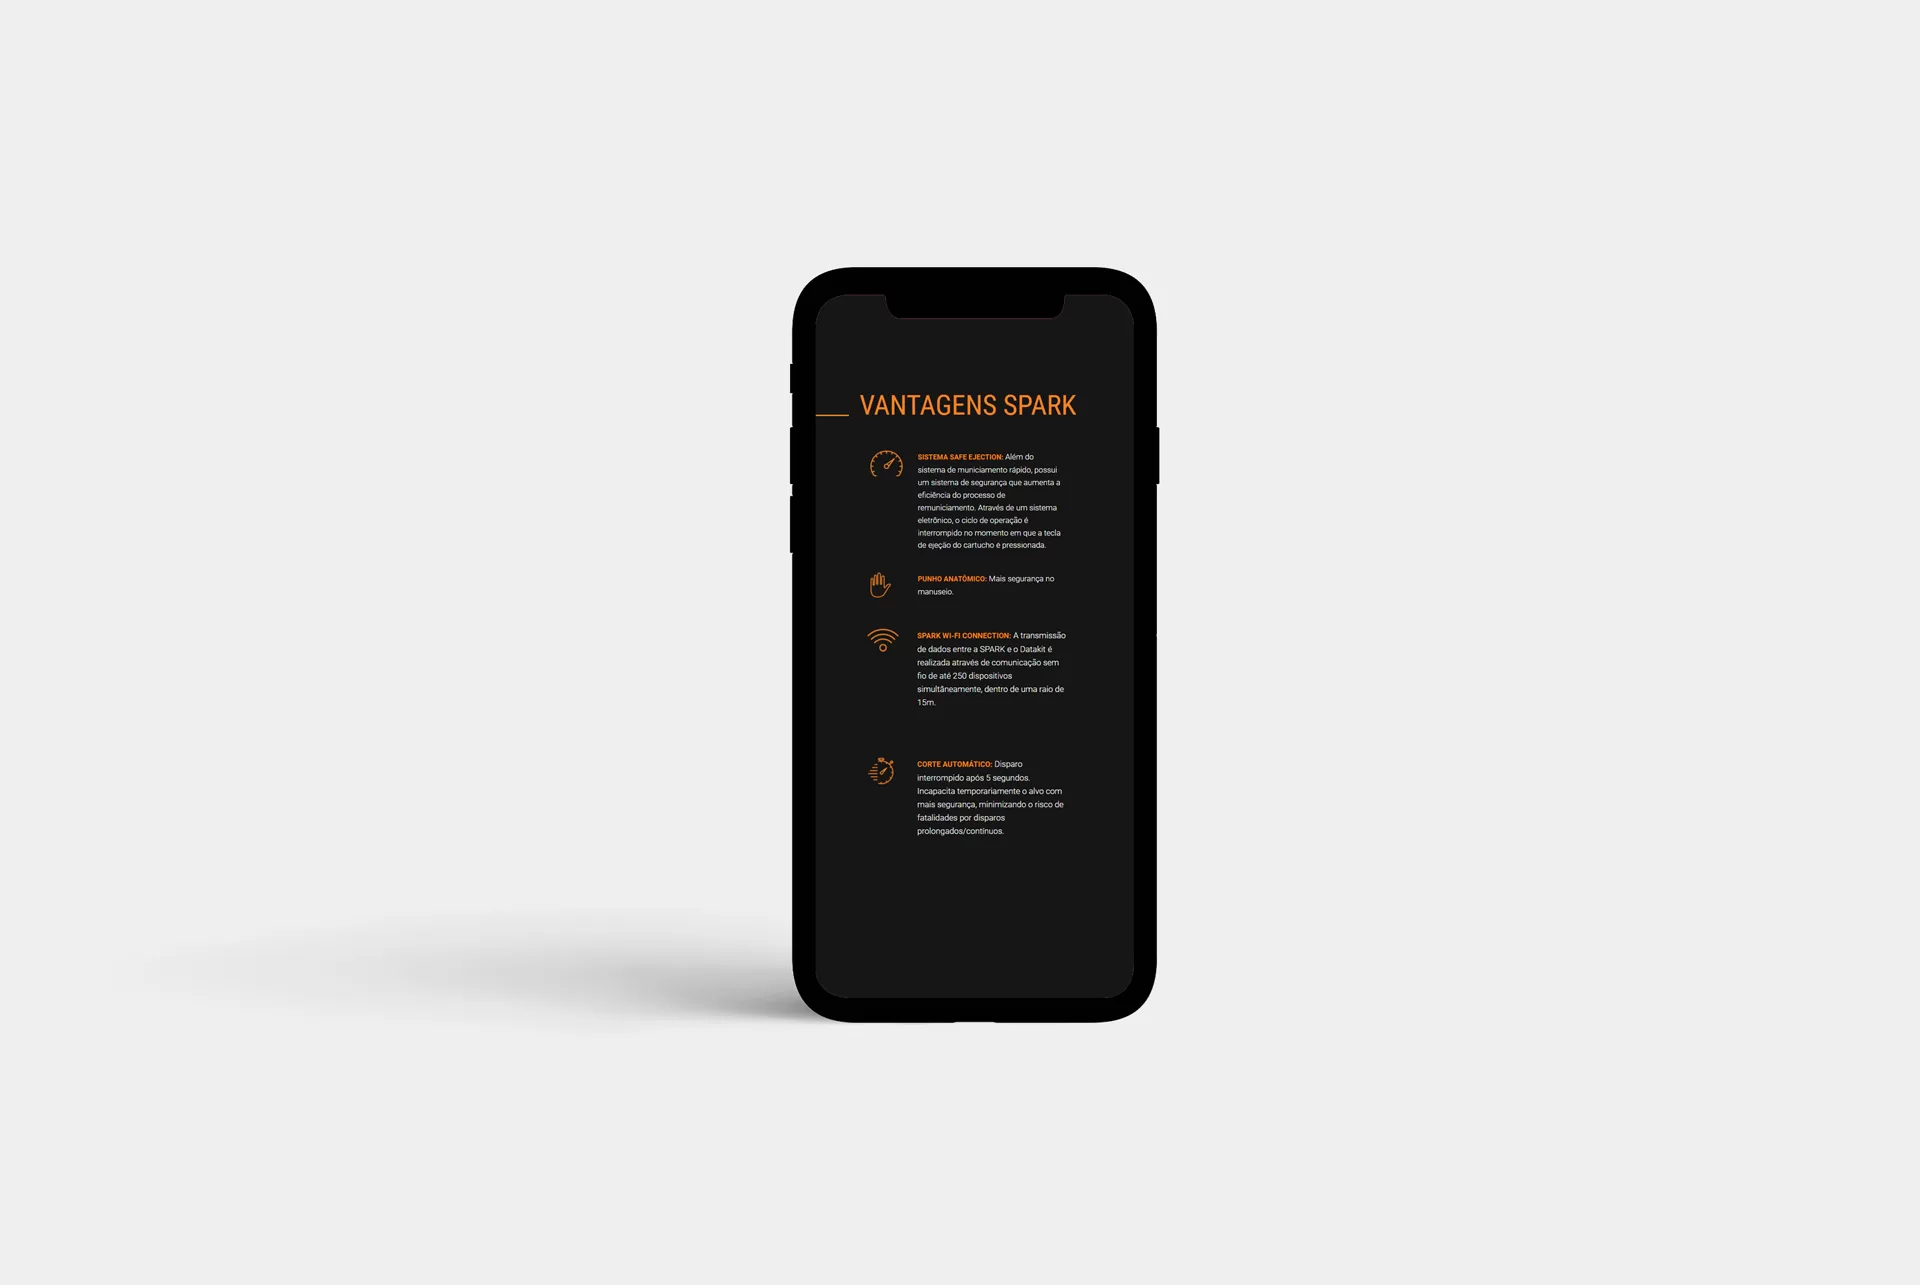 VANTAGENS SPARK
SISTEMA SAFE EJECTION: Além do
sistema de municiamento rápido, possui
um sistema de segurança que aumenta a
eficiência do processo de
remuniciamento. Através de um sistema
eletrônico, o ciclo de operação é
interrompido no momento em que a tecla
de ejeção do cartucho e pressionada.
PUNHO ANATÔMICO: Mais segurança no
manuseio.
SPARK WI-FI CONNECTION: A transmissão
de dados entre a SPARK e o Datakit é
realizada através de comunicação sem
fio de até 250 dispositivos
simultâneamente, dentro de uma raio de
15m.
CORTE AUTOMÁTICO: Disparo
interrompido após 5 segundos.
Incapacita temporariamente o alvo com
mais segurança, minimizando o risco de
fatalidades por disparos
prolongados/contínuos.